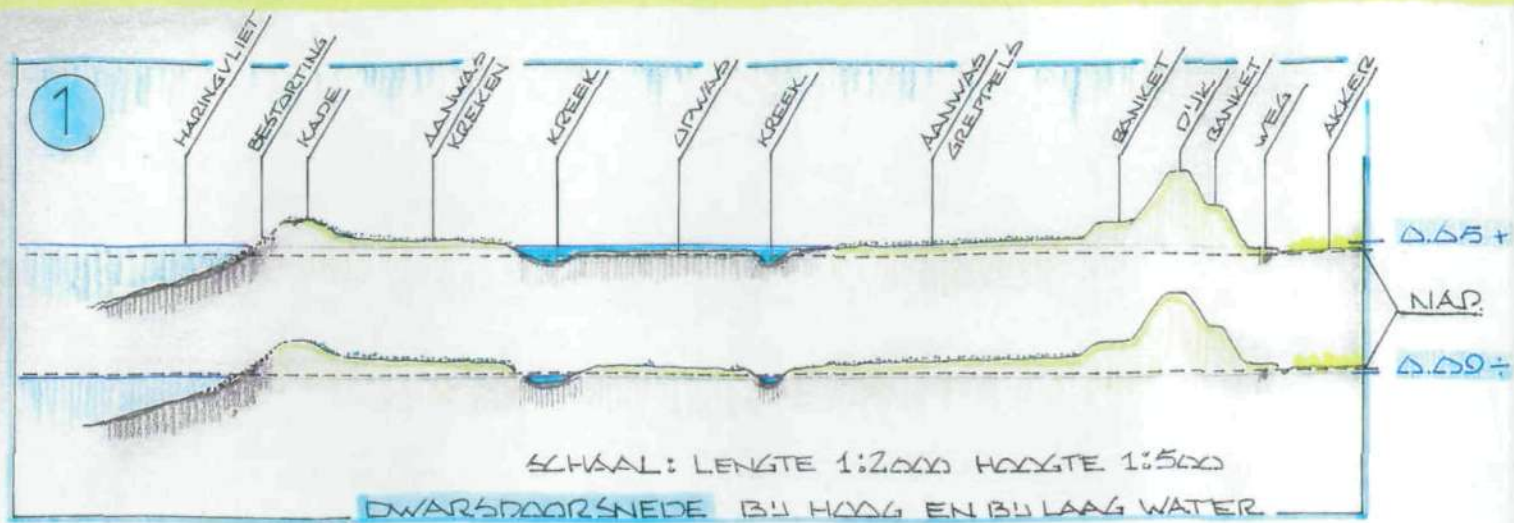 1
HARINGVLIET
BESTORTING
KADE
AANWAS
KREKEN
KREEK
OPWAS
KREEK
AANWAS
GREPPELS
BANKET
DIJK
BANKET
WEG
AKKER
0.05 +
NAP.
0.09 ÷
SCHAAL: LENGTE 1:2000 HOOGTE 1:500
DWARSDOORSNEDE BIJ HOOG EN BIJ LAAG WATER